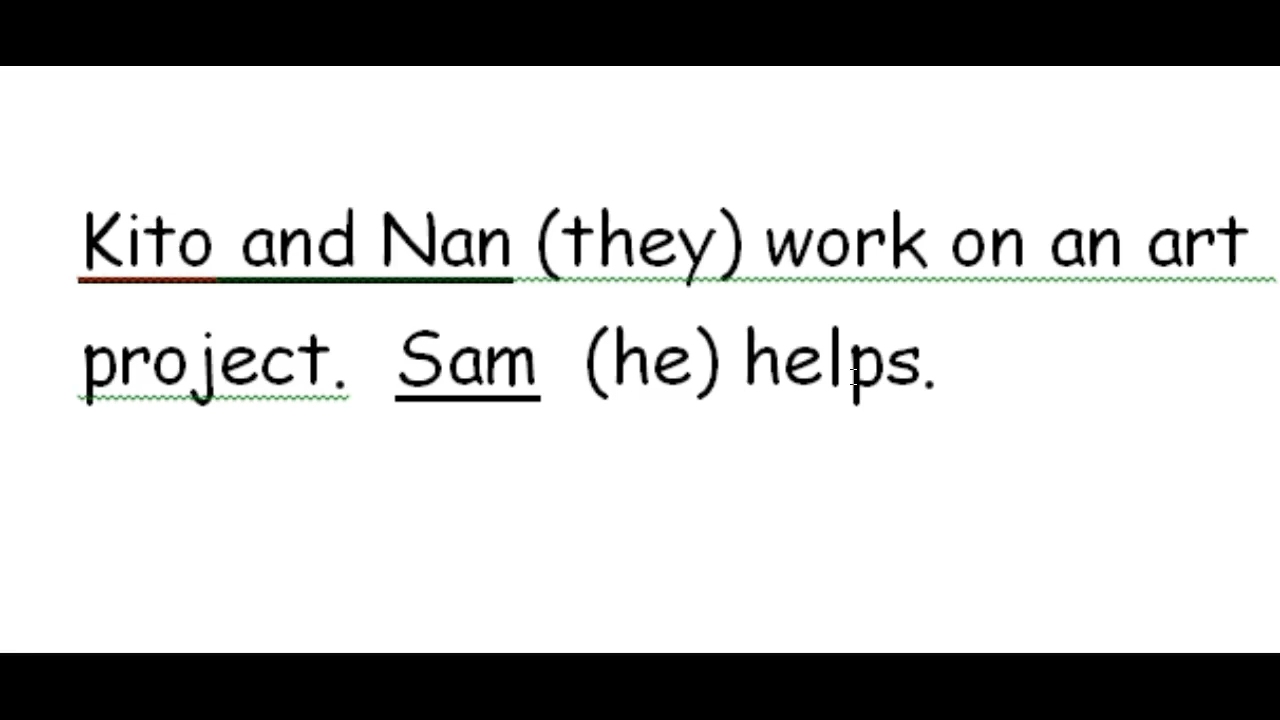 Kito and Nan (they) work on an art
project. Sam (he) helps.